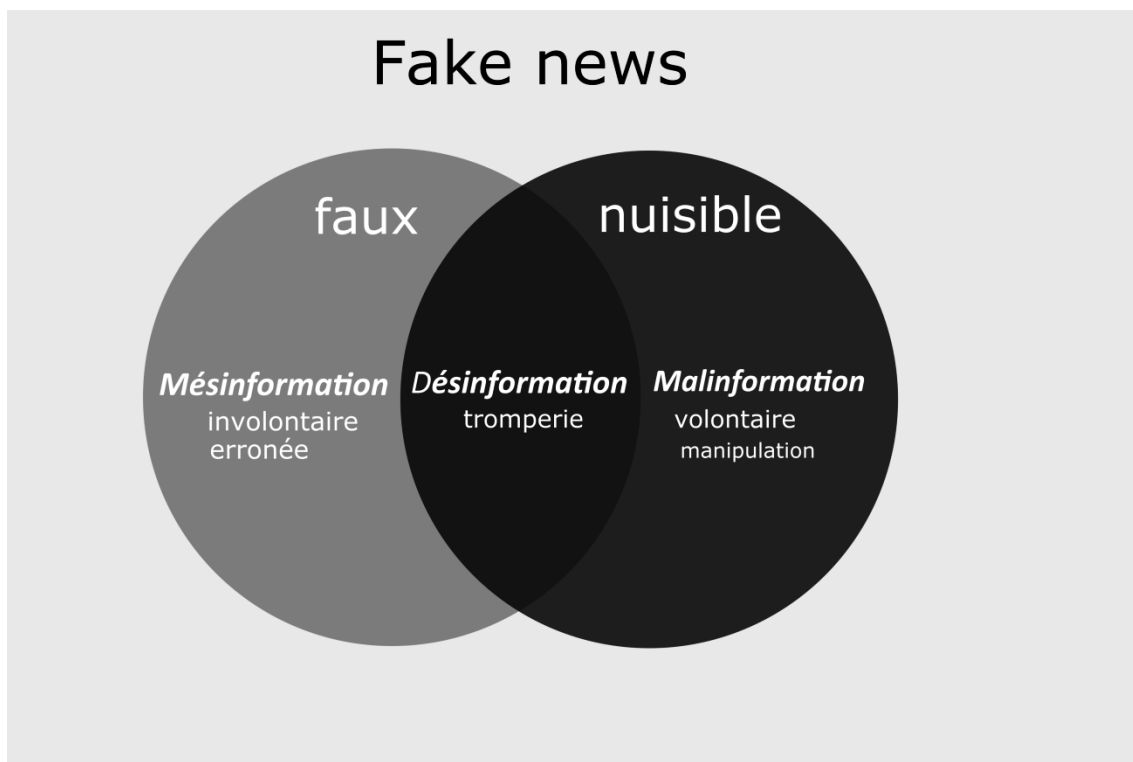 Fake news
faux
nuisible
Mésinformation
involontaire
erronée
Désinformation
tromperie
Malinformation
volontaire
manipulation